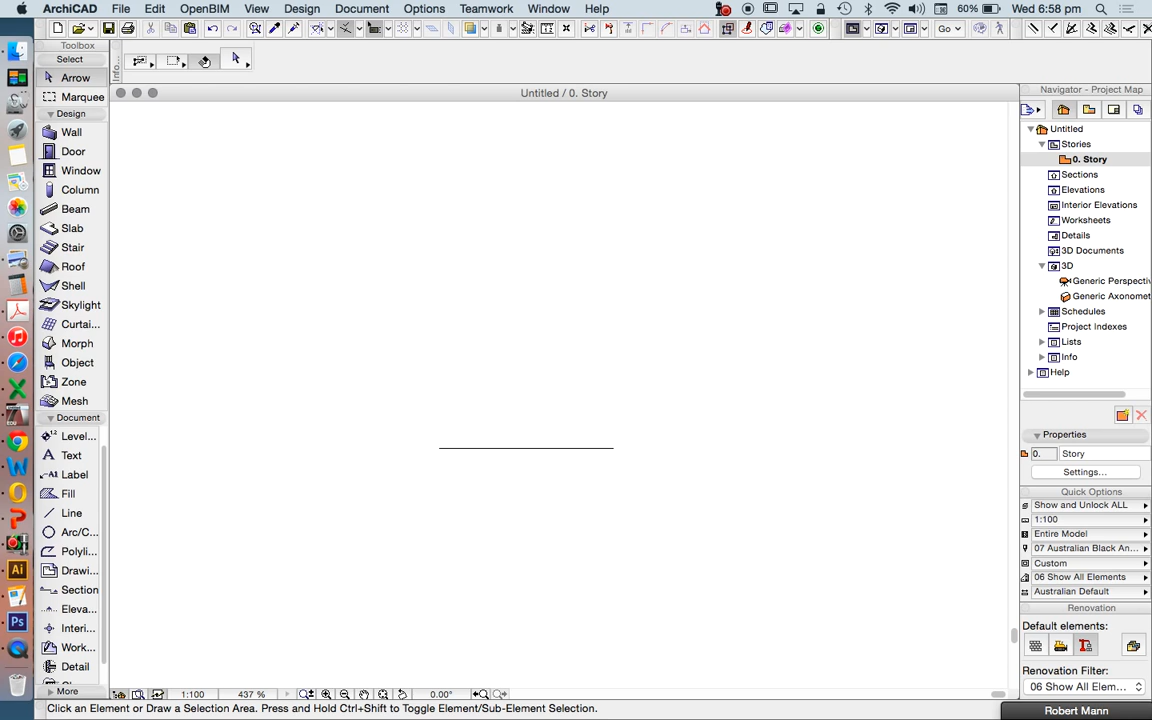 ArchiCAD File Edit OpenBIM View Design Document Options Teamwork Window Help 60% Wed 6:58 pm
Go
Toolbox
Select
Info...
Arrow
Marquee
Design
Wall
Door
Window
Column
Beam
Slab
Stair
Roof
Shell
Skylight
Curtai...
Morph
Object
Zone
Mesh
Document
Level...
Text
A1 Label
Fill
Line
Arc/C...
Polyli...
Drawi...
Section
Eleva...
Interi...
Work...
Detail
More
Untitled / 0. Story
Navigator - Project Map
Untitled
Stories
0. Story
Sections
Elevations
Interior Elevations
Worksheets
Details
3D Documents
3D
Generic Perspectiv
Generic Axonomet
Schedules
Project Indexes
Lists
Info
Help
Properties
0. Story
Settings...
Quick Options
Show and Unlock ALL
1:100
Entire Model
07 Australian Black An...
Custom
06 Show All Elements
Australian Default
Renovation
Default elements:
Renovation Filter:
06 Show All Elem...
1:100 437 % 0.00°
Click an Element or Draw a Selection Area. Press and Hold Ctrl+Shift to Toggle Element/Sub-Element Selection.
Robert Mann